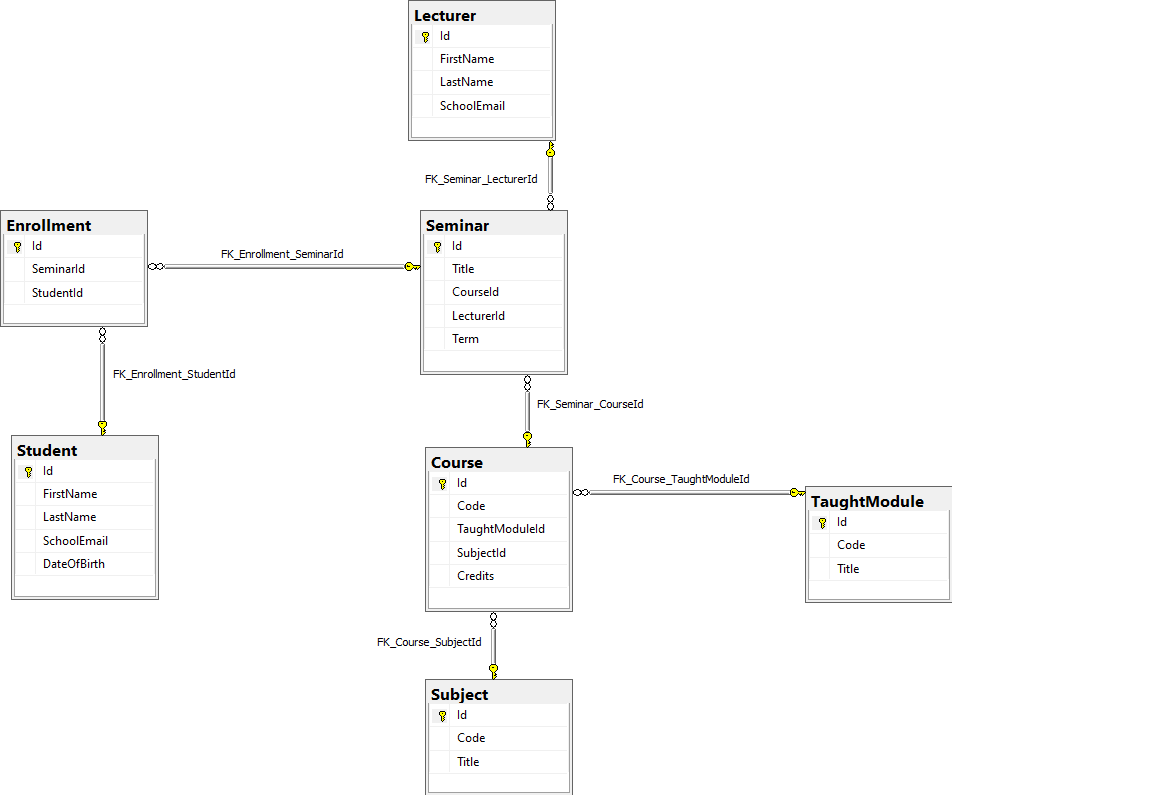 Lecturer
Id
FirstName
LastName
SchoolEmail
FK_Seminar_LecturerId
Enrollment
Id
SeminarId
StudentId
FK_Enrollment_SeminarId
Seminar
Id
Title
CourseId
LecturerId
Term
FK_Enrollment_StudentId
FK_Seminar_CourseId
Student
Id
FirstName
LastName
SchoolEmail
DateOfBirth
Course
Id
Code
TaughtModuleId
SubjectId
Credits
FK_Course_TaughtModuleId
TaughtModule
Id
Code
Title
FK_Course_SubjectId
Subject
Id
Code
Title